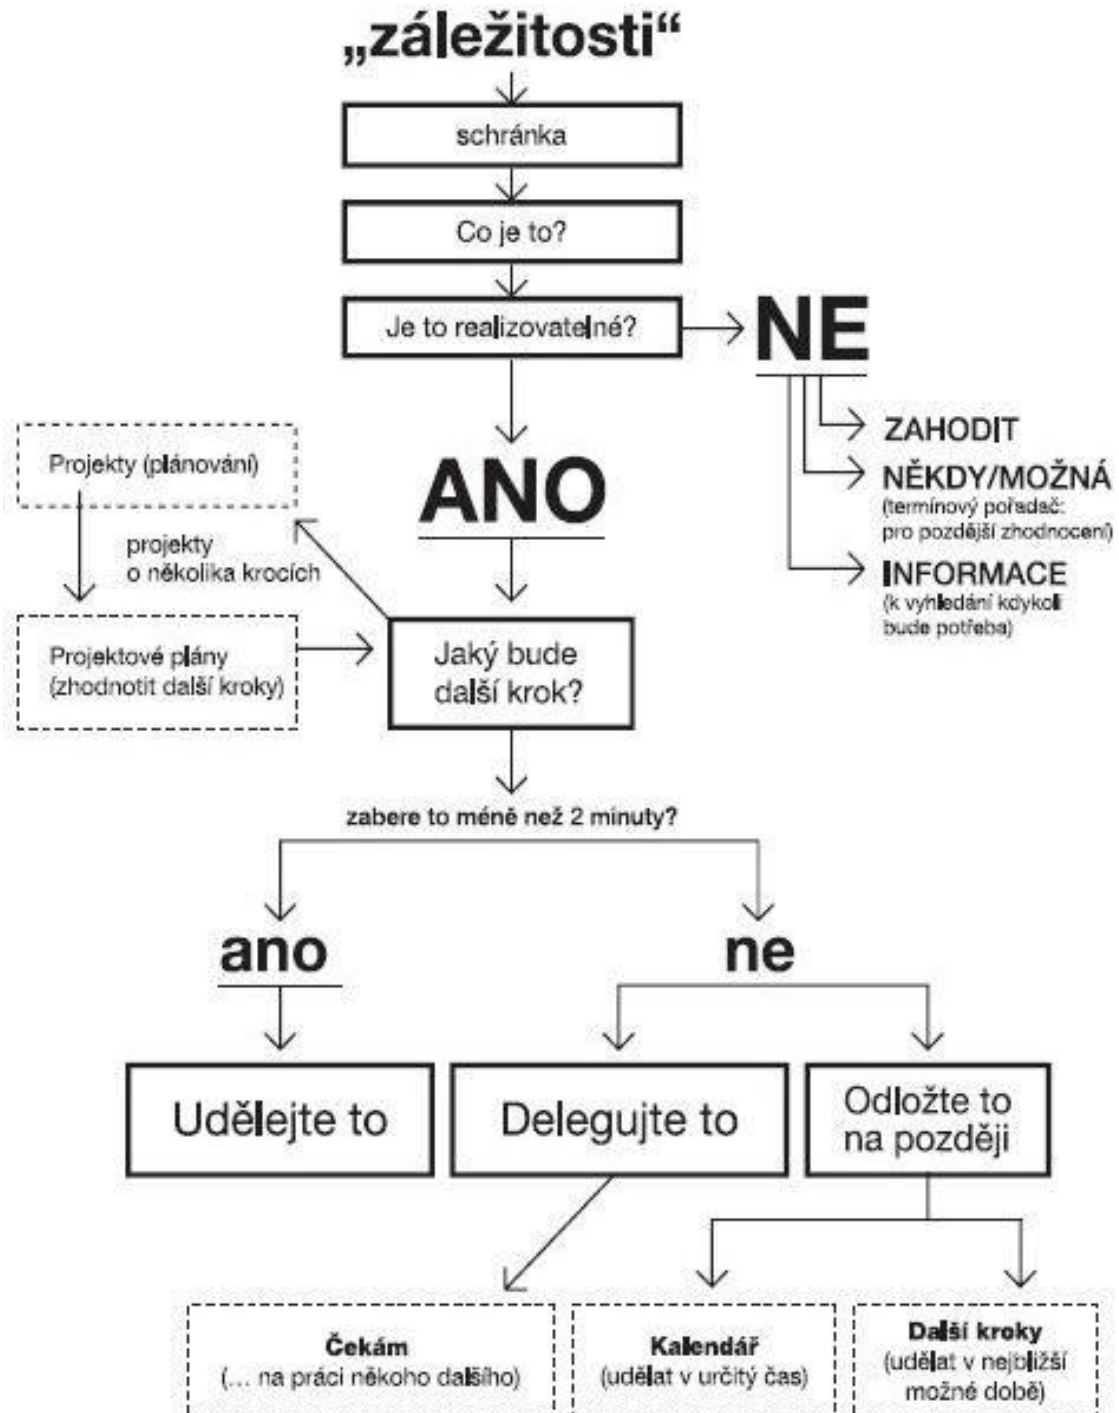 „záležitosti“
schránka
Co je to?
Je to realizovatelné?
NE
ZAHODIT
NĚKDY/MOŽNÁ
(termínový pořadač:
pro pozdější zhodnocení)
INFORMACE
(k vyhledání kdykoli
bude potřeba)
ANO
Projekty (plánování)
projekty
o několika krocích
Projektové plány
(zhodnotit další kroky)
Jaký bude
další krok?
zabere to méně než 2 minuty?
ano
ne
Udělejte to
Delegujte to
Odložte to
na později
Čekám
(... na práci někoho dalšího)
Kalendář
(udělat v určitý čas)
Další kroky
(udělat v nejbližší
možné době)